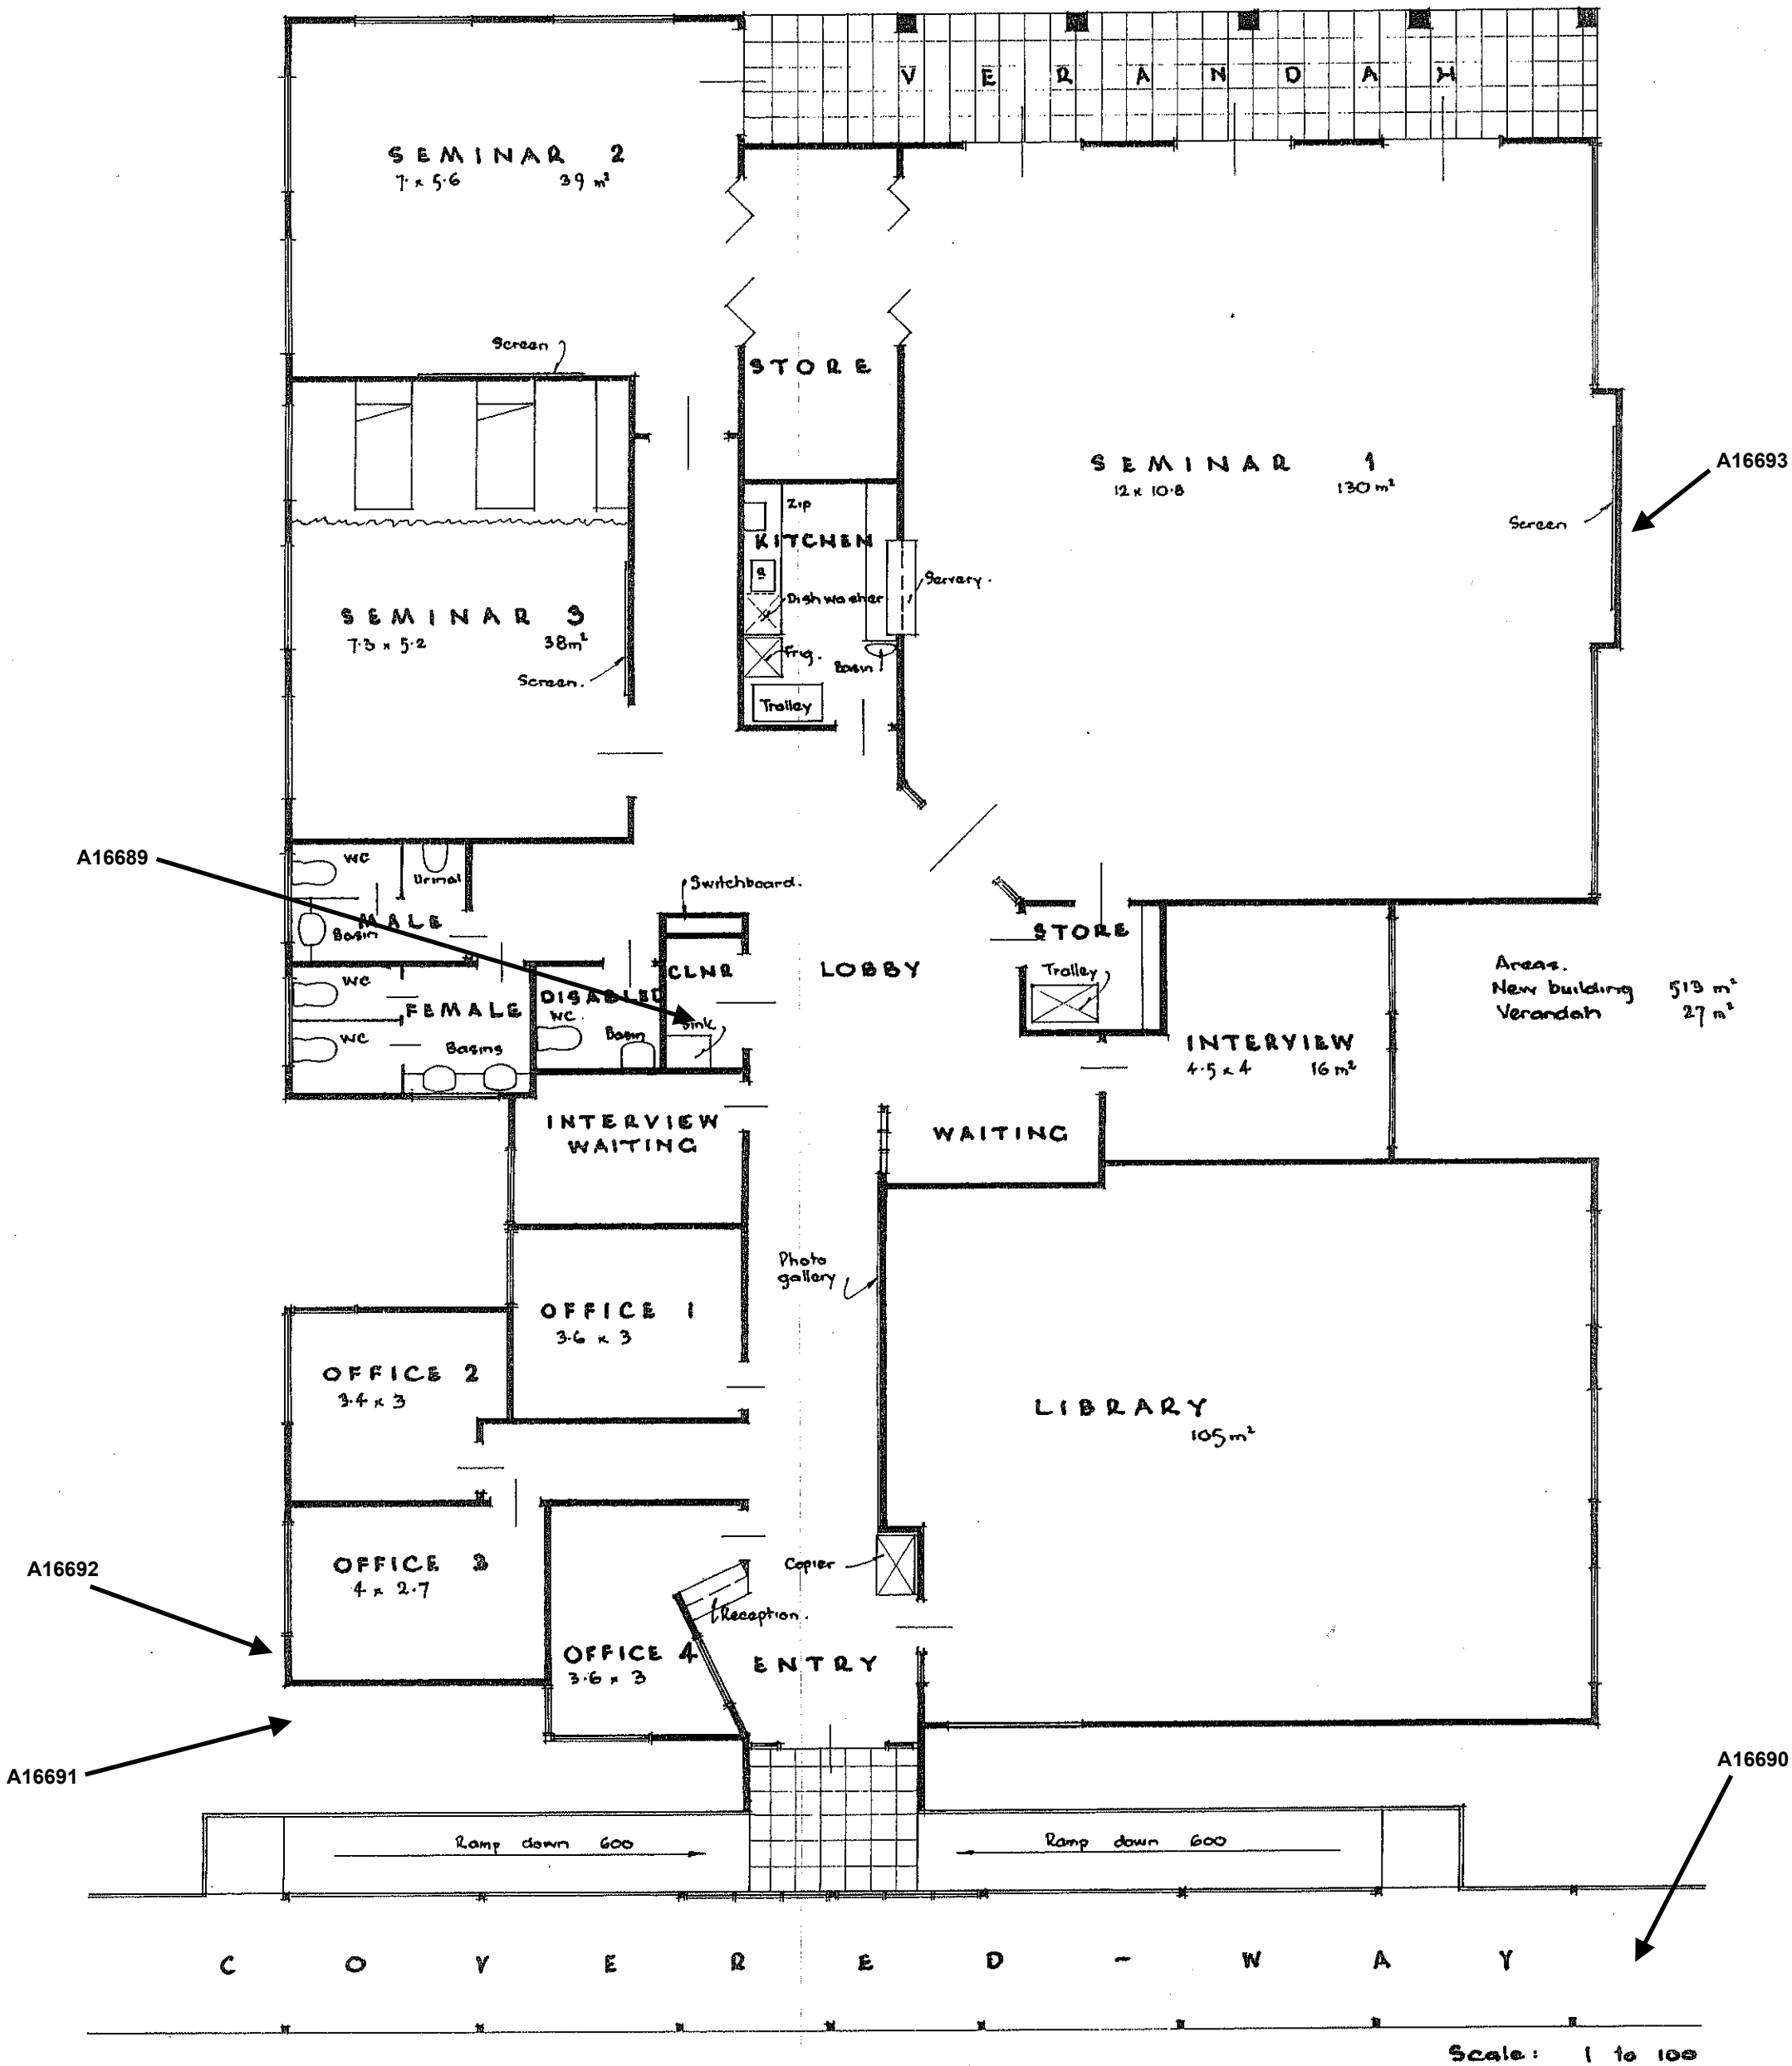 V E R A N D A H
SEMINAR 2
7. x 5.6 39 m²
Screen
STORE
SEMINAR 1
12 x 10.8 130 m²
A16693
Screen
Zip
KITCHEN
S
Dish washer
Servery.
SEMINAR 3
7.3 x 5.2 38m²
Frig.
Basin
Screen.
Trolley
A16689
WC
Urinal
Switchboard.
MALE
Basin
STORE
CLNR
LOBBY
Trolley
Areas.
New building 513 m²
Verandah 27 m²
WC
FEMALE
DISABLED
WC.
Sink
Basin
WC
Basins
INTERVIEW
4.5 x 4 16 m²
INTERVIEW
WAITING
WAITING
Photo
gallery
OFFICE 1
3.6 x 3
OFFICE 2
3.4 x 3
LIBRARY
105m²
A16692
OFFICE 3
4 x 2.7
Copier
Reception.
OFFICE 4
3.6 x 3
ENTRY
A16691
A16690
Ramp down 600
Ramp down 600
C O V E R E D - W A Y
Scale: 1 to 100